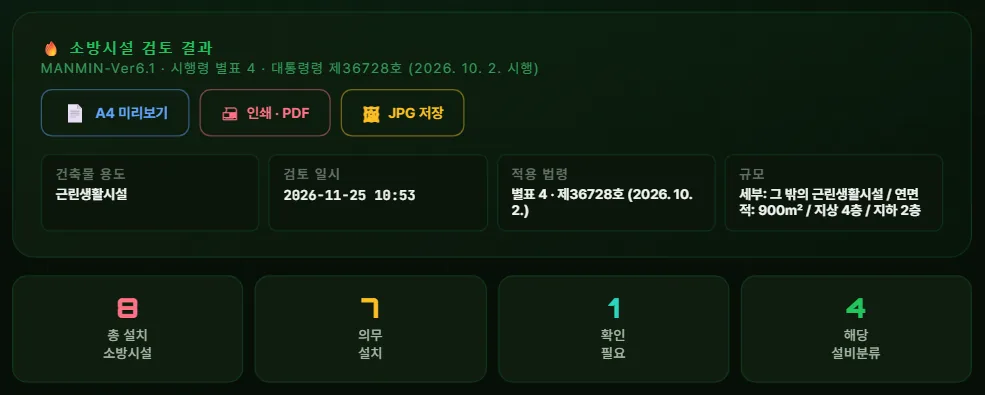 소방시설 검토 결과
MANMIN-Ver6.1 · 시행령 별표 4 · 대통령령 제36728호 (2026. 10. 2. 시행)
A4 미리보기
인쇄 · PDF
JPG 저장
건축물 용도
근린생활시설
검토 일시
2026-11-25 10:53
적용 법령
별표 4 · 제36728호 (2026. 10.
2.)
규모
세부: 그 밖의 근린생활시설 / 연면
적: 900m² / 지상 4층 / 지하 2층
8
총 설치
소방시설
7
의무
설치
1
확인
필요
4
해당
설비분류